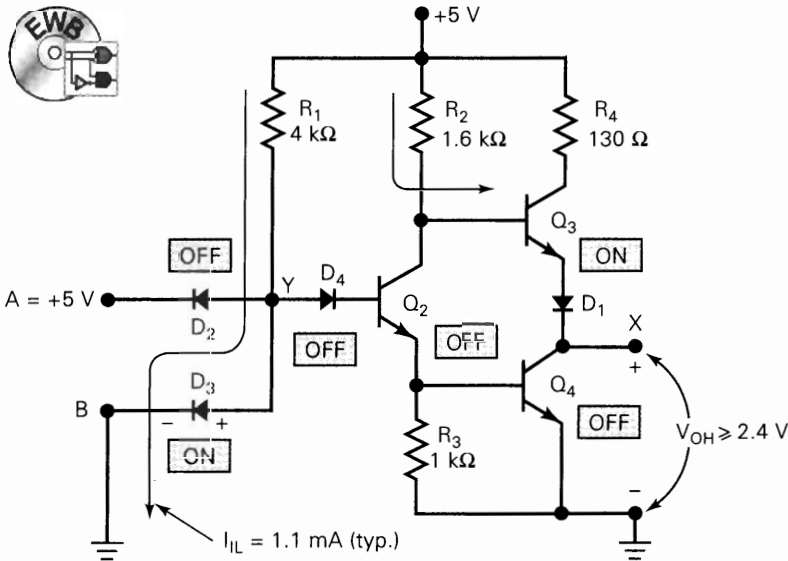 EWB
+5 V
R1
4 kΩ
R2
1.6 kΩ
R4
130 Ω
Q3
ON
OFF
A = +5 V
D2
Y
D4
OFF
Q2
OFF
D1
X
+
B
D3
– +
ON
Q4
OFF
R3
1 kΩ
VOH ≥ 2.4 V
–
IIL = 1.1 mA (typ.)